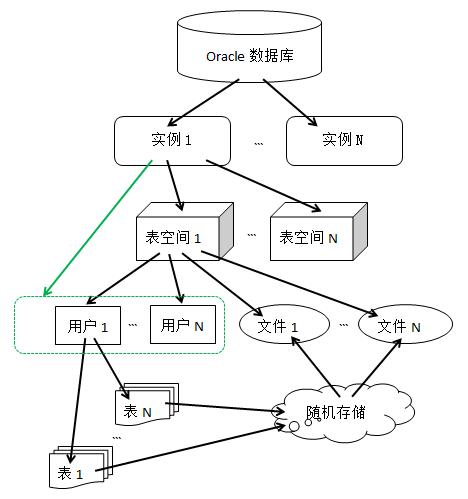 Oracle 数据库
实例 1
...
实例 N
表空间 1
...
表空间 N
用户 1
...
用户 N
文件 1
...
文件 N
表 N
随机存储
...
表 1